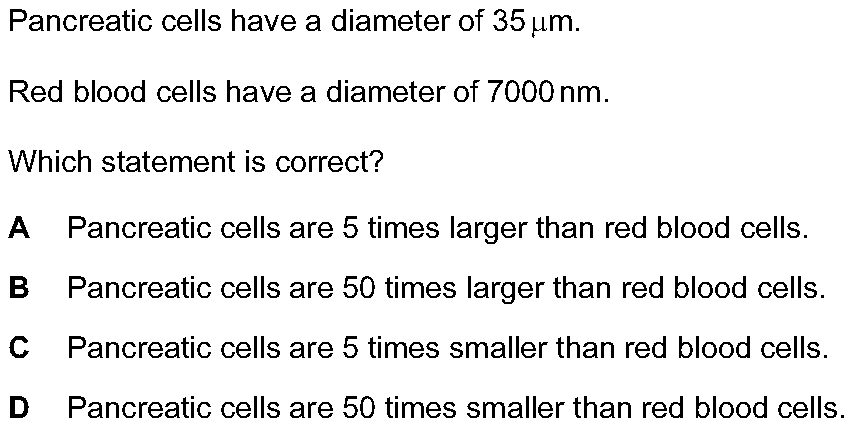 Pancreatic cells have a diameter of 35 μm.
Red blood cells have a diameter of 7000 nm.
Which statement is correct?
A Pancreatic cells are 5 times larger than red blood cells.
B Pancreatic cells are 50 times larger than red blood cells.
C Pancreatic cells are 5 times smaller than red blood cells.
D Pancreatic cells are 50 times smaller than red blood cells.